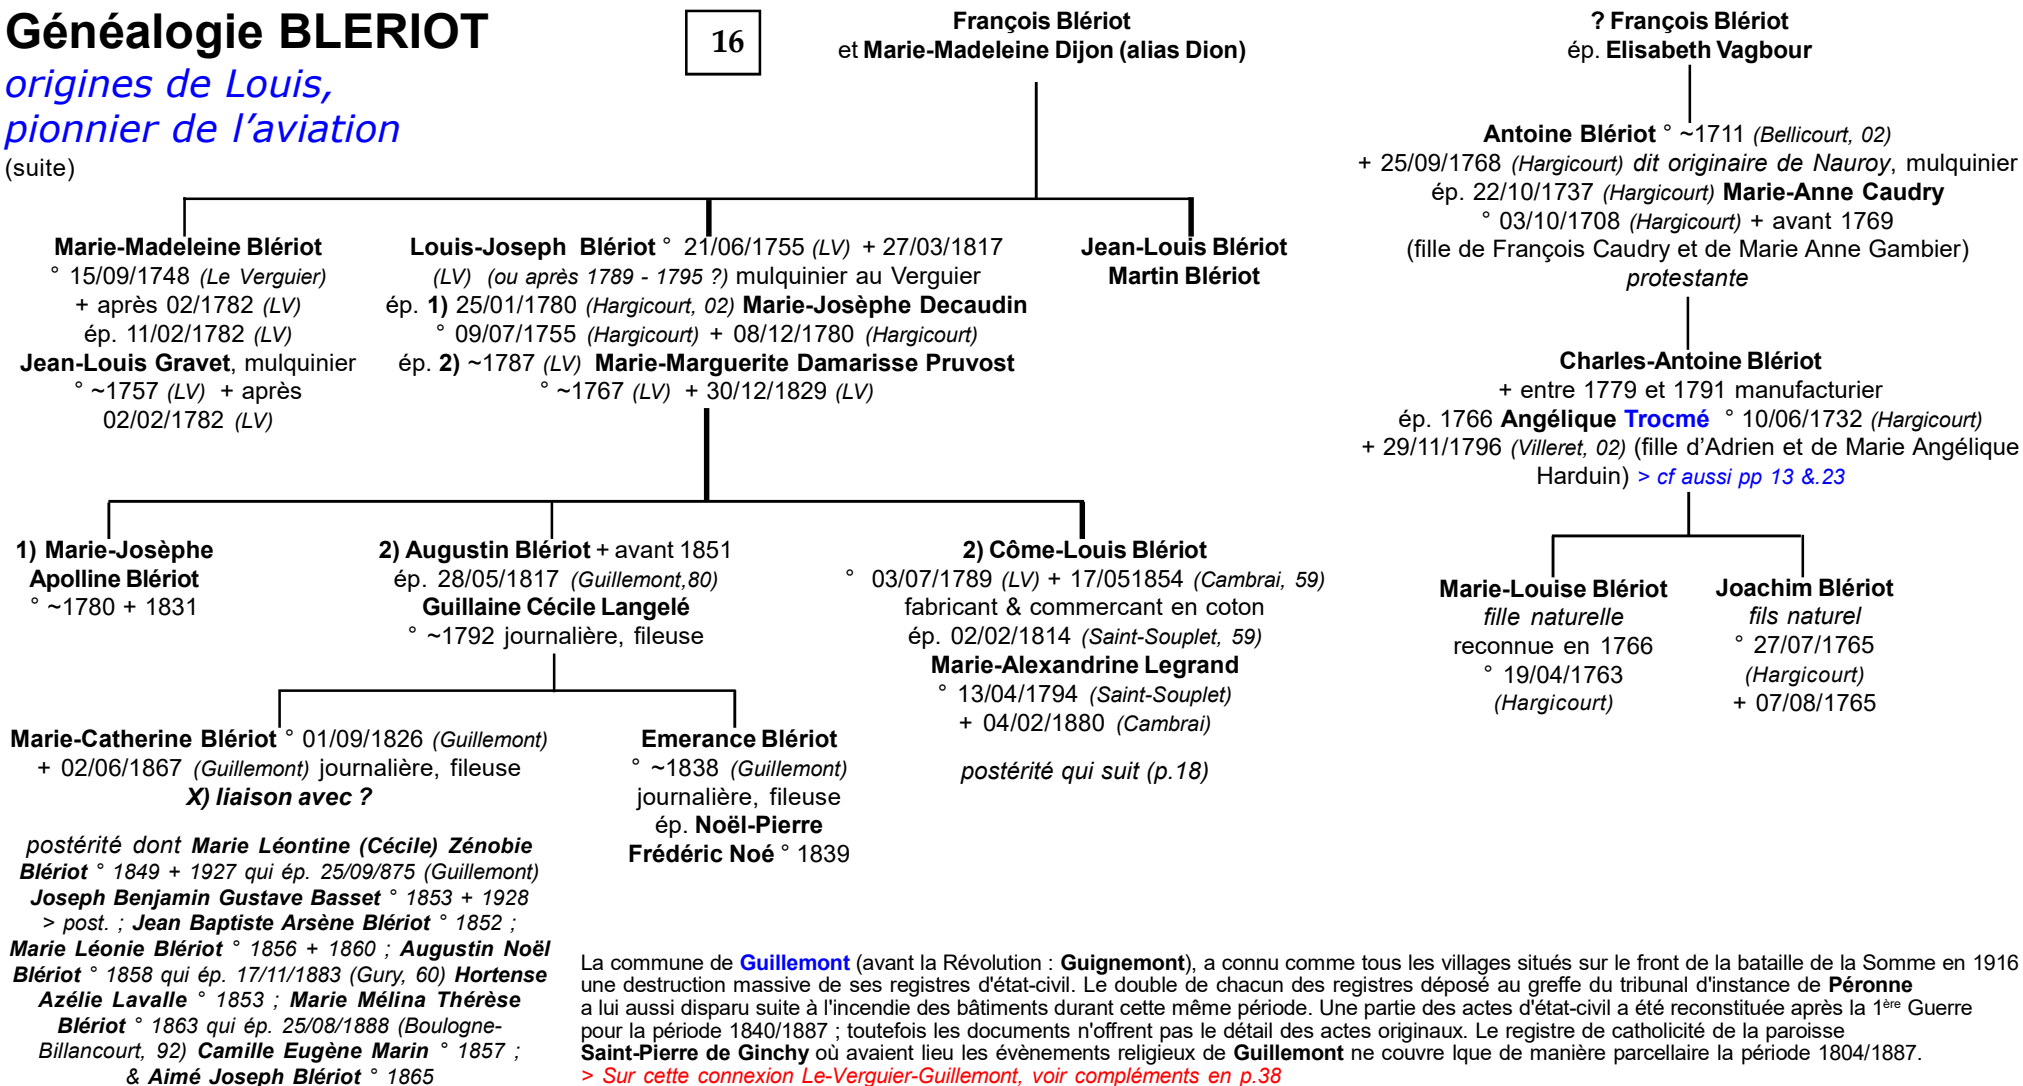 Généalogie BLERIOT
origines de Louis,
pionnier de l'aviation
(suite)
16
François Blériot
et Marie-Madeleine Dijon (alias Dion)
? François Blériot
ép. Elisabeth Vagbour
Antoine Blériot ° ~1711 (Bellicourt, 02)
+ 25/09/1768 (Hargicourt) dit originaire de Nauroy, mulquinier
ép. 22/10/1737 (Hargicourt) Marie-Anne Caudry
° 03/10/1708 (Hargicourt) + avant 1769
(fille de François Caudry et de Marie Anne Gambier)
protestante
Marie-Madeleine Blériot
° 15/09/1748 (Le Verguier)
+ après 02/1782 (LV)
ép. 11/02/1782 (LV)
Jean-Louis Gravet, mulquinier
° ~1757 (LV) + après
02/02/1782 (LV)
Louis-Joseph Blériot ° 21/06/1755 (LV) + 27/03/1817
(LV) (ou après 1789 - 1795 ?) mulquinier au Verguier
ép. 1) 25/01/1780 (Hargicourt, 02) Marie-Josèphe Decaudin
° 09/07/1755 (Hargicourt) + 08/12/1780 (Hargicourt)
ép. 2) ~1787 (LV) Marie-Marguerite Damarisse Pruvost
° ~1767 (LV) + 30/12/1829 (LV)
Jean-Louis Blériot
Martin Blériot
Charles-Antoine Blériot
+ entre 1779 et 1791 manufacturier
ép. 1766 Angélique Trocmé ° 10/06/1732 (Hargicourt)
+ 29/11/1796 (Villeret, 02) (fille d'Adrien et de Marie Angélique
Harduin) > cf aussi pp 13 &.23
1) Marie-Josèphe
Apolline Blériot
° ~1780 + 1831
2) Augustin Blériot + avant 1851
ép. 28/05/1817 (Guillemont,80)
Guillaine Cécile Langelé
° ~1792 journalière, fileuse
2) Côme-Louis Blériot
° 03/07/1789 (LV) + 17/051854 (Cambrai, 59)
fabricant & commercant en coton
ép. 02/02/1814 (Saint-Souplet, 59)
Marie-Alexandrine Legrand
° 13/04/1794 (Saint-Souplet)
+ 04/02/1880 (Cambrai)
postérité qui suit (p.18)
Marie-Louise Blériot
fille naturelle
reconnue en 1766
° 19/04/1763
(Hargicourt)
Joachim Blériot
fils naturel
° 27/07/1765
(Hargicourt)
+ 07/08/1765
Marie-Catherine Blériot ° 01/09/1826 (Guillemont)
+ 02/06/1867 (Guillemont) journalière, fileuse
X) liaison avec ?
postérité dont Marie Léontine (Cécile) Zénobie
Blériot ° 1849 + 1927 qui ép. 25/09/875 (Guillemont)
Joseph Benjamin Gustave Basset ° 1853 + 1928
> post. ; Jean Baptiste Arsène Blériot ° 1852 ;
Marie Léonie Blériot ° 1856 + 1860 ; Augustin Noël
Blériot ° 1858 qui ép. 17/11/1883 (Gury, 60) Hortense
Azélie Lavalle ° 1853 ; Marie Mélina Thérèse
Blériot ° 1863 qui ép. 25/08/1888 (Boulogne-
Billancourt, 92) Camille Eugène Marin ° 1857 ;
& Aimé Joseph Blériot ° 1865
Emerance Blériot
° ~1838 (Guillemont)
journalière, fileuse
ép. Noël-Pierre
Frédéric Noé ° 1839
La commune de Guillemont (avant la Révolution : Guignemont), a connu comme tous les villages situés sur le front de la bataille de la Somme en 1916
une destruction massive de ses registres d'état-civil. Le double de chacun des registres déposé au greffe du tribunal d'instance de Péronne
a lui aussi disparu suite à l'incendie des bâtiments durant cette même période. Une partie des actes d'état-civil a été reconstituée après la 1ère Guerre
pour la période 1840/1887 ; toutefois les documents n'offrent pas le détail des actes originaux. Le registre de catholicité de la paroisse
Saint-Pierre de Ginchy où avaient lieu les évènements religieux de Guillemont ne couvre lque de manière parcellaire la période 1804/1887.
> Sur cette connexion Le-Verguier-Guillemont, voir compléments en p.38